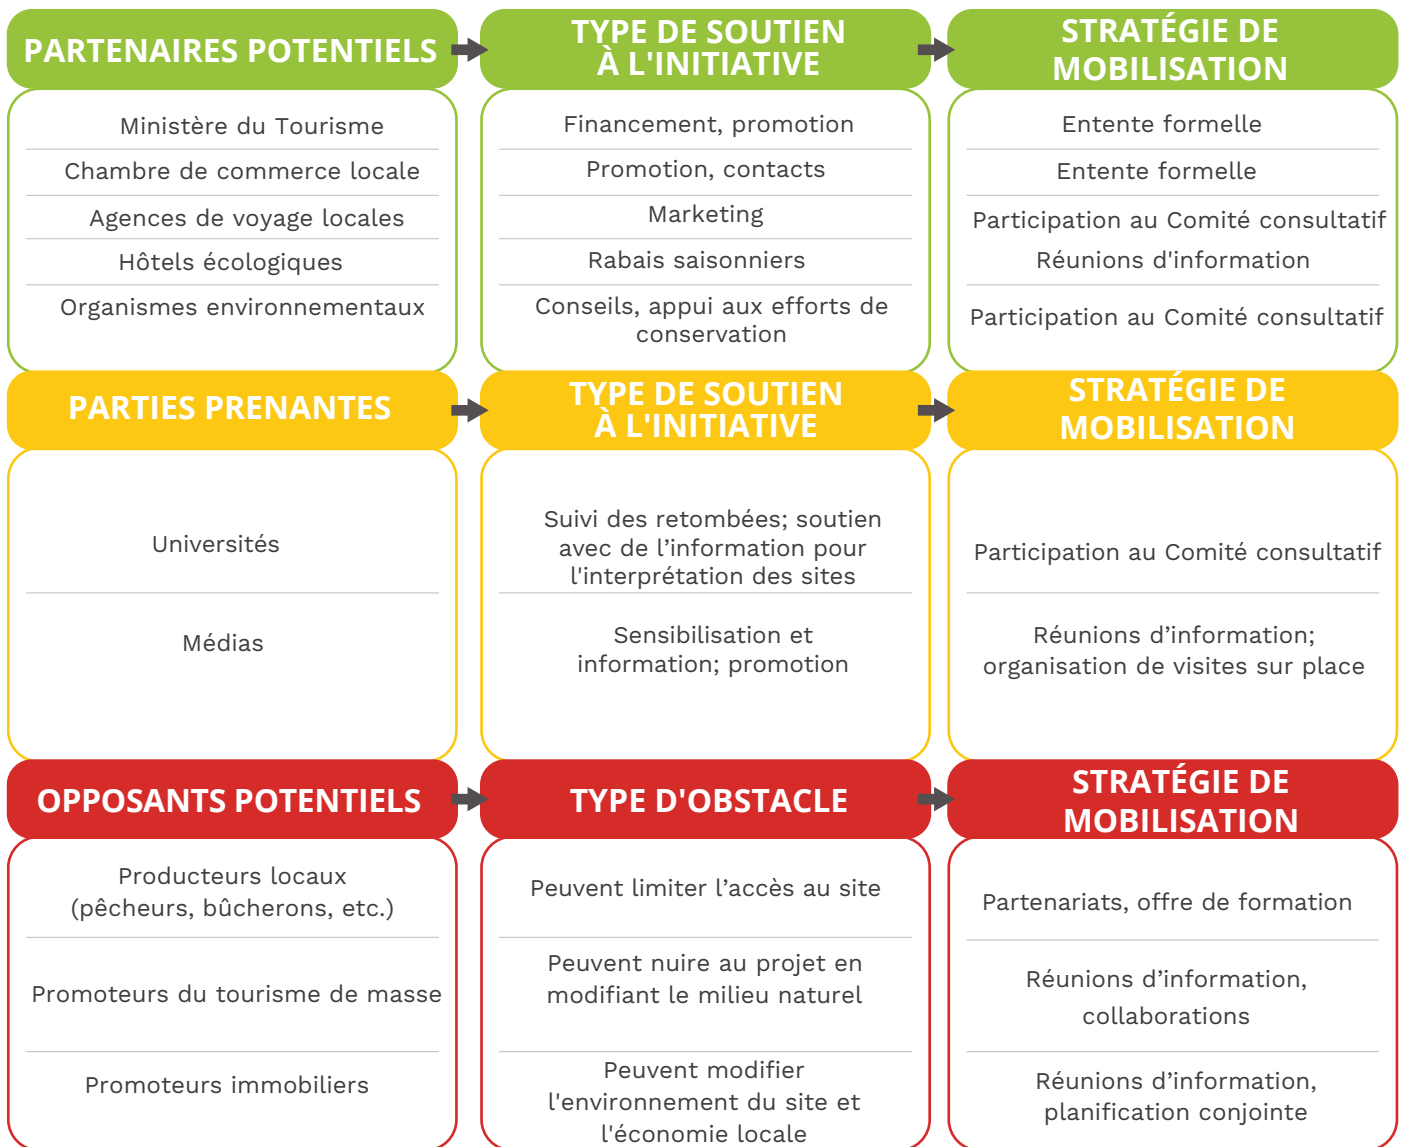 PARTENAIRES POTENTIELS
TYPE DE SOUTIEN
À L'INITIATIVE
STRATÉGIE DE
MOBILISATION
Ministère du Tourisme
Financement, promotion
Entente formelle
Chambre de commerce locale
Promotion, contacts
Entente formelle
Agences de voyage locales
Marketing
Participation au Comité consultatif
Hôtels écologiques
Rabais saisonniers
Réunions d'information
Organismes environnementaux
Conseils, appui aux efforts de
conservation
Participation au Comité consultatif
PARTIES PRENANTES
TYPE DE SOUTIEN
À L'INITIATIVE
STRATÉGIE DE
MOBILISATION
Universités
Suivi des retombées; soutien
avec de l’information pour
l'interprétation des sites
Participation au Comité consultatif
Médias
Sensibilisation et
information; promotion
Réunions d’information;
organisation de visites sur place
OPPOSANTS POTENTIELS
TYPE D'OBSTACLE
STRATÉGIE DE
MOBILISATION
Producteurs locaux
(pêcheurs, bûcherons, etc.)
Peuvent limiter l’accès au site
Partenariats, offre de formation
Promoteurs du tourisme de masse
Peuvent nuire au projet en
modifiant le milieu naturel
Réunions d’information,
collaborations
Promoteurs immobiliers
Peuvent modifier
l'environnement du site et
l'économie locale
Réunions d’information,
planification conjointe